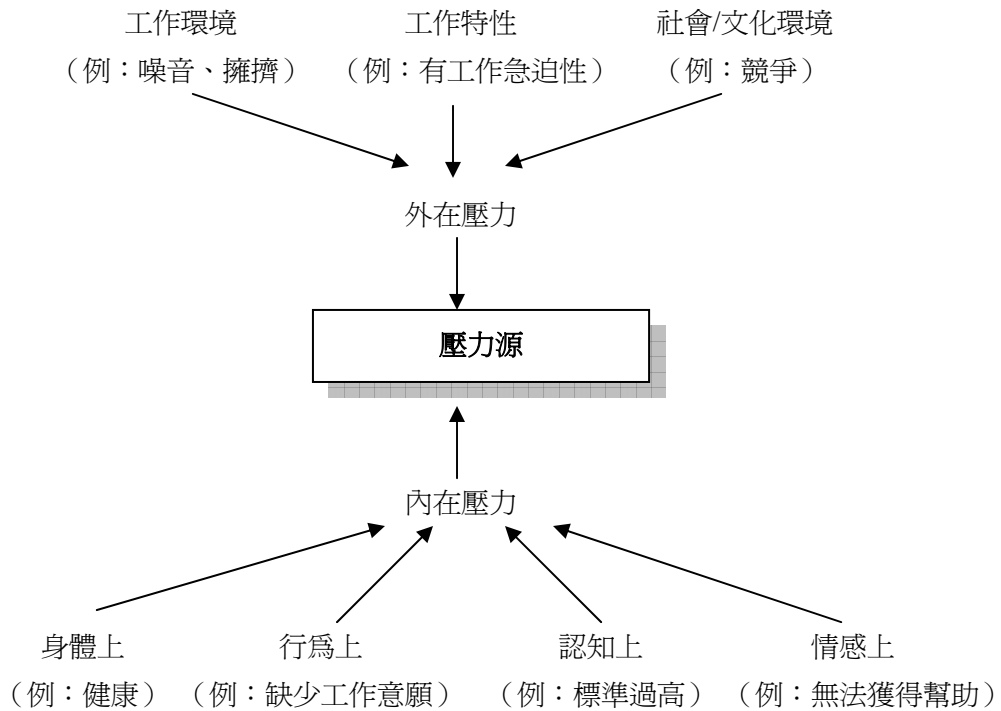 工作環境 工作特性 社會/文化環境
（例：噪音、擁擠） （例：有工作急迫性） （例：競爭）
外在壓力
壓力源
內在壓力
身體上 行爲上 認知上 情感上
（例：健康） （例：缺少工作意願） （例：標準過高） （例：無法獲得幫助）